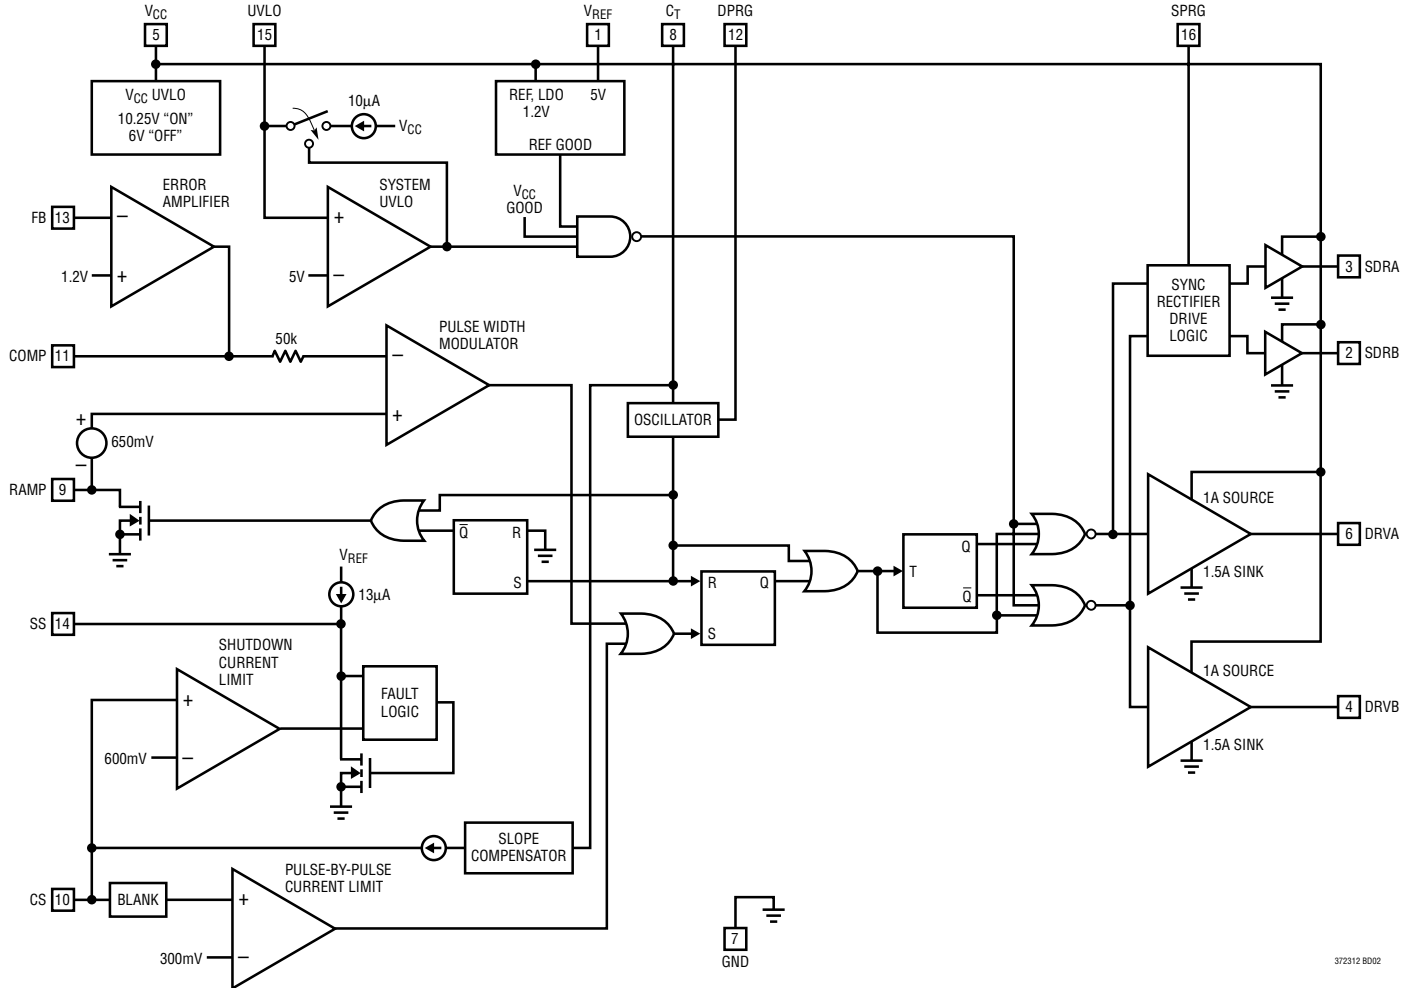 VCC
UVLO
VREF
CT
DPRG
SPRG
5
15
1
8
12
16
VCC UVLO
10.25V “ON”
6V “OFF”
10µA
VCC
REF, LDO
1.2V
5V
REF GOOD
ERROR
AMPLIFIER
SYSTEM
UVLO
VCC
GOOD
FB 13
−
+
1.2V
+
−
5V
SYNC
RECTIFIER
DRIVE
LOGIC
3 SDRA
2 SDRB
PULSE WIDTH
MODULATOR
COMP 11
50k
−
+
OSCILLATOR
+
650mV
−
RAMP 9
Q
R
S
1A SOURCE
6 DRVA
1.5A SINK
VREF
13µA
R
Q
S
T
Q
Q
SS 14
SHUTDOWN
CURRENT
LIMIT
FAULT
LOGIC
+
600mV
−
1A SOURCE
4 DRVB
1.5A SINK
SLOPE
COMPENSATOR
PULSE-BY-PULSE
CURRENT LIMIT
CS 10
BLANK
+
300mV
−
7
GND
372312 BD02